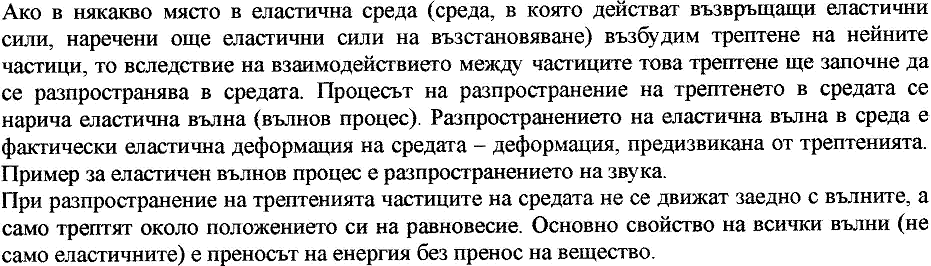 Ако в някакво място в еластична среда (среда, в която действат възвръщащи еластични
сили, наречени още еластични сили на възстановяване) възбудим трептене на нейните
частици, то вследствие на взаимодействието между частиците това трептене ще започне да
се разпространява в средата. Процесът на разпространение на трептенето в средата се
нарича еластична вълна (вълнов процес). Разпространението на еластична вълна в среда е
фактически еластична деформация на средата – деформация, предизвикана от трептенията.
Пример за еластичен вълнов процес е разпространението на звука.
При разпространение на трептенията частиците на средата не се движат заедно с вълните, а
само трептят около положението си на равновесие. Основно свойство на всички вълни (не
само еластичните) е преносът на енергия без пренос на вещество.